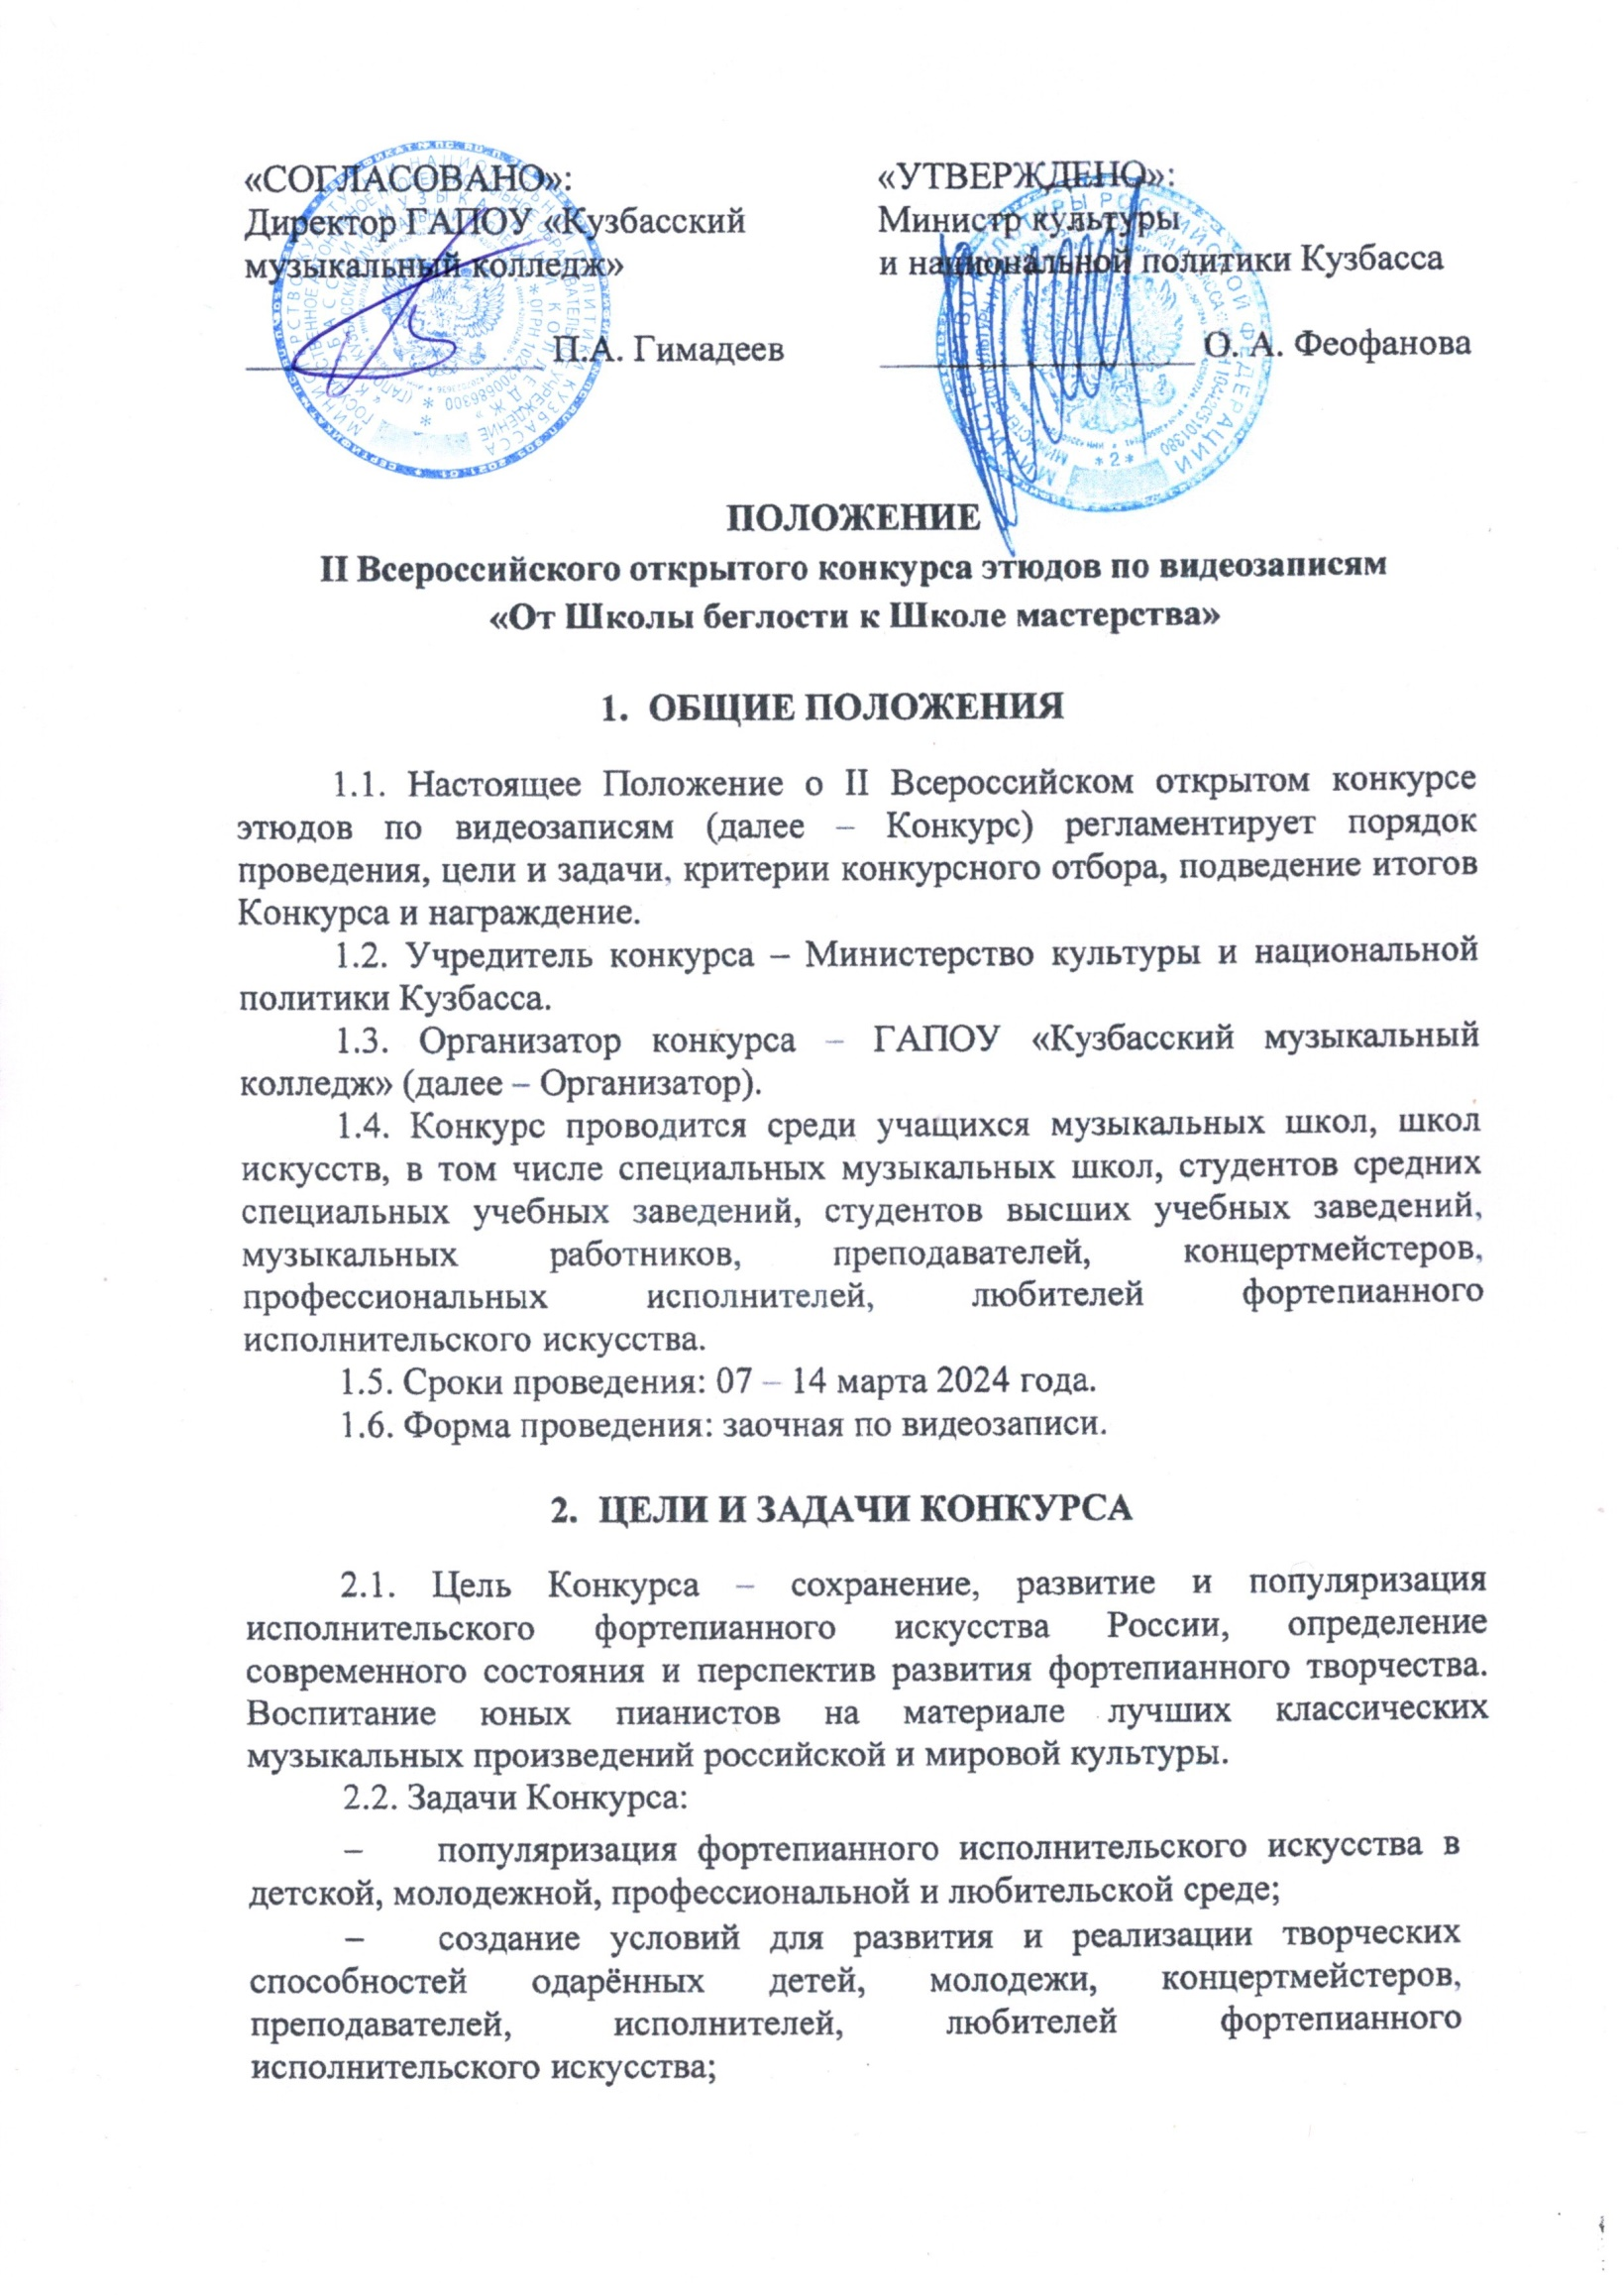 «СОГЛАСОВАНО»:
Директор ГАПОУ «Кузбасский
музыкальный колледж»
П.А. Гимадеев
«УТВЕРЖДЕНО»:
Министр культуры
и национальной политики Кузбасса
О. А. Феофанова
ПОЛОЖЕНИЕ
II Всероссийского открытого конкурса этюдов по видеозаписям
«От Школы беглости к Школе мастерства»
1. ОБЩИЕ ПОЛОЖЕНИЯ
1.1. Настоящее Положение о II Всероссийском открытом конкурсе
этюдов по видеозаписям (далее – Конкурс) регламентирует порядок
проведения, цели и задачи, критерии конкурсного отбора, подведение итогов
Конкурса и награждение.
1.2. Учредитель конкурса – Министерство культуры и национальной
политики Кузбасса.
1.3. Организатор конкурса – ГАПОУ «Кузбасский музыкальный
колледж» (далее – Организатор).
1.4. Конкурс проводится среди учащихся музыкальных школ, школ
искусств, в том числе специальных музыкальных школ, студентов средних
специальных учебных заведений, студентов высших учебных заведений,
музыкальных работников, преподавателей, концертмейстеров,
профессиональных исполнителей, любителей фортепианного
исполнительского искусства.
1.5. Сроки проведения: 07 – 14 марта 2024 года.
1.6. Форма проведения: заочная по видеозаписи.
2. ЦЕЛИ И ЗАДАЧИ КОНКУРСА
2.1. Цель Конкурса – сохранение, развитие и популяризация
исполнительского фортепианного искусства России, определение
современного состояния и перспектив развития фортепианного творчества.
Воспитание юных пианистов на материале лучших классических
музыкальных произведений российской и мировой культуры.
2.2. Задачи Конкурса:
– популяризация фортепианного исполнительского искусства в
детской, молодежной, профессиональной и любительской среде;
– создание условий для развития и реализации творческих
способностей одарённых детей, молодежи, концертмейстеров,
преподавателей, исполнителей, любителей фортепианного
исполнительского искусства;